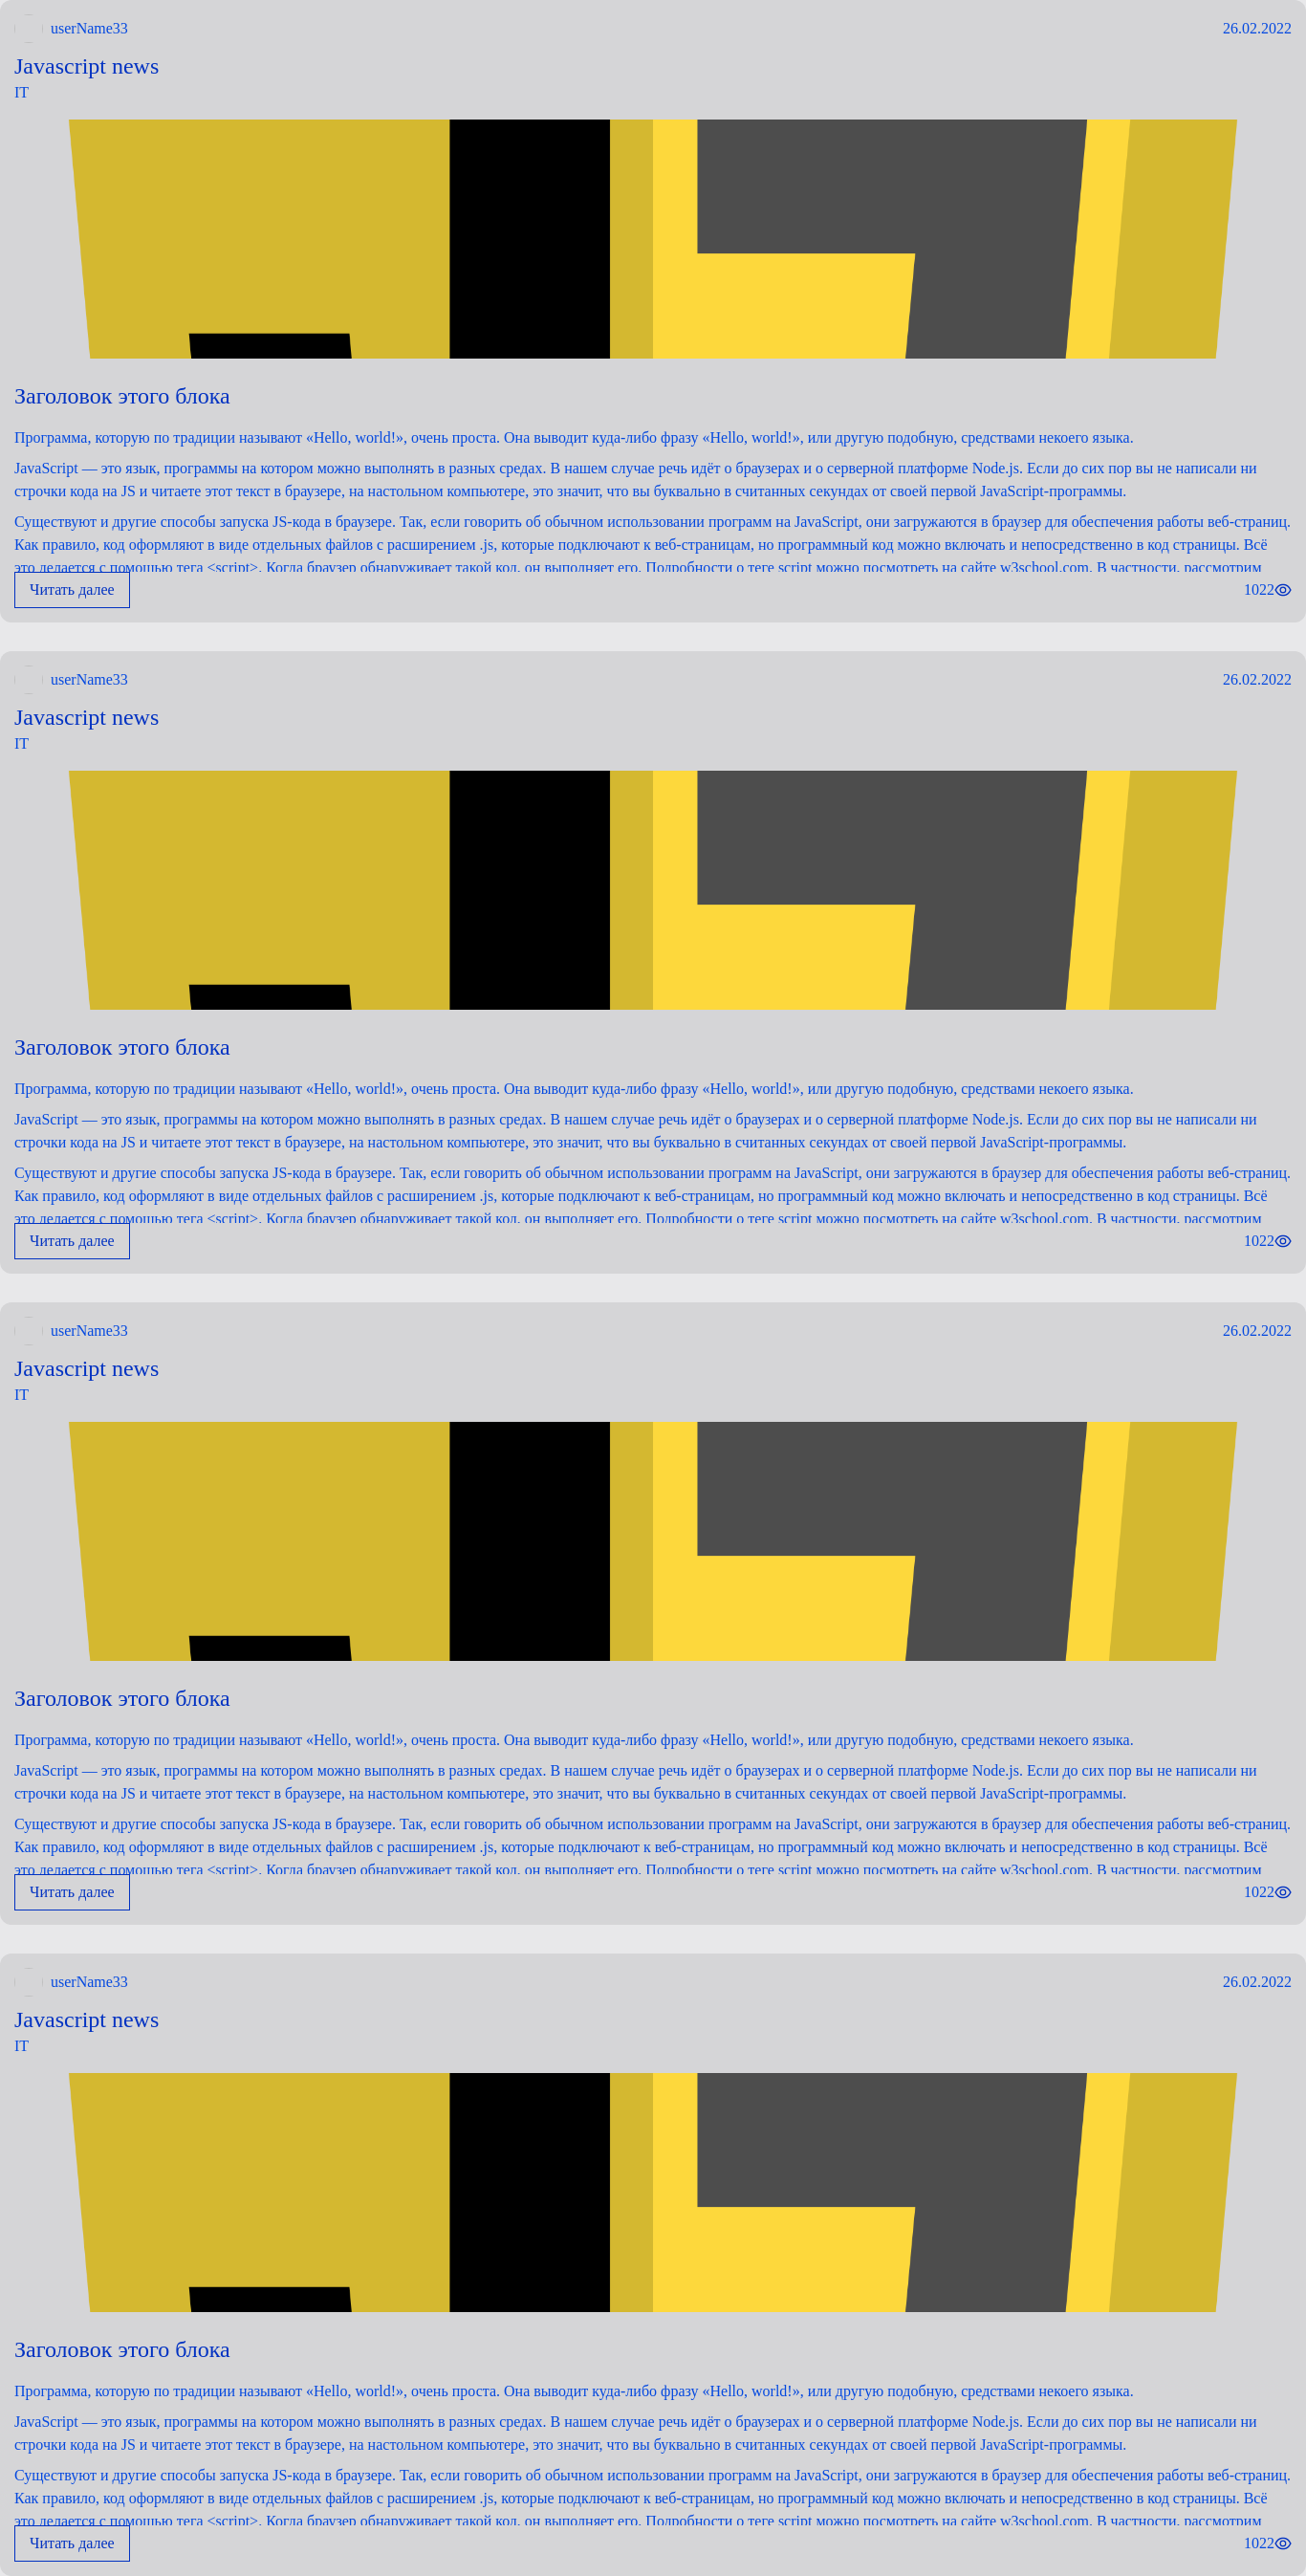 userName33 26.02.2022
Javascript news
IT
Заголовок этого блока
Программа, которую по традиции называют «Hello, world!», очень проста. Она выводит куда-либо фразу «Hello, world!», или другую подобную, средствами некоего языка.
JavaScript — это язык, программы на котором можно выполнять в разных средах. В нашем случае речь идёт о браузерах и о серверной платформе Node.js. Если до сих пор вы не написали ни
строчки кода на JS и читаете этот текст в браузере, на настольном компьютере, это значит, что вы буквально в считанных секундах от своей первой JavaScript-программы.
Существуют и другие способы запуска JS-кода в браузере. Так, если говорить об обычном использовании программ на JavaScript, они загружаются в браузер для обеспечения работы веб-страниц.
Как правило, код оформляют в виде отдельных файлов с расширением .js, которые подключают к веб-страницам, но программный код можно включать и непосредственно в код страницы. Всё
это делается с помощью тега <script>. Когда браузер обнаруживает такой код, он выполняет его. Подробности о теге script можно посмотреть на сайте w3school.com. В частности, рассмотрим
Читать далее 1022
userName33 26.02.2022
Javascript news
IT
Заголовок этого блока
Программа, которую по традиции называют «Hello, world!», очень проста. Она выводит куда-либо фразу «Hello, world!», или другую подобную, средствами некоего языка.
JavaScript — это язык, программы на котором можно выполнять в разных средах. В нашем случае речь идёт о браузерах и о серверной платформе Node.js. Если до сих пор вы не написали ни
строчки кода на JS и читаете этот текст в браузере, на настольном компьютере, это значит, что вы буквально в считанных секундах от своей первой JavaScript-программы.
Существуют и другие способы запуска JS-кода в браузере. Так, если говорить об обычном использовании программ на JavaScript, они загружаются в браузер для обеспечения работы веб-страниц.
Как правило, код оформляют в виде отдельных файлов с расширением .js, которые подключают к веб-страницам, но программный код можно включать и непосредственно в код страницы. Всё
это делается с помощью тега <script>. Когда браузер обнаруживает такой код, он выполняет его. Подробности о теге script можно посмотреть на сайте w3school.com. В частности, рассмотрим
Читать далее 1022
userName33 26.02.2022
Javascript news
IT
Заголовок этого блока
Программа, которую по традиции называют «Hello, world!», очень проста. Она выводит куда-либо фразу «Hello, world!», или другую подобную, средствами некоего языка.
JavaScript — это язык, программы на котором можно выполнять в разных средах. В нашем случае речь идёт о браузерах и о серверной платформе Node.js. Если до сих пор вы не написали ни
строчки кода на JS и читаете этот текст в браузере, на настольном компьютере, это значит, что вы буквально в считанных секундах от своей первой JavaScript-программы.
Существуют и другие способы запуска JS-кода в браузере. Так, если говорить об обычном использовании программ на JavaScript, они загружаются в браузер для обеспечения работы веб-страниц.
Как правило, код оформляют в виде отдельных файлов с расширением .js, которые подключают к веб-страницам, но программный код можно включать и непосредственно в код страницы. Всё
это делается с помощью тега <script>. Когда браузер обнаруживает такой код, он выполняет его. Подробности о теге script можно посмотреть на сайте w3school.com. В частности, рассмотрим
Читать далее 1022
userName33 26.02.2022
Javascript news
IT
Заголовок этого блока
Программа, которую по традиции называют «Hello, world!», очень проста. Она выводит куда-либо фразу «Hello, world!», или другую подобную, средствами некоего языка.
JavaScript — это язык, программы на котором можно выполнять в разных средах. В нашем случае речь идёт о браузерах и о серверной платформе Node.js. Если до сих пор вы не написали ни
строчки кода на JS и читаете этот текст в браузере, на настольном компьютере, это значит, что вы буквально в считанных секундах от своей первой JavaScript-программы.
Существуют и другие способы запуска JS-кода в браузере. Так, если говорить об обычном использовании программ на JavaScript, они загружаются в браузер для обеспечения работы веб-страниц.
Как правило, код оформляют в виде отдельных файлов с расширением .js, которые подключают к веб-страницам, но программный код можно включать и непосредственно в код страницы. Всё
это делается с помощью тега <script>. Когда браузер обнаруживает такой код, он выполняет его. Подробности о теге script можно посмотреть на сайте w3school.com. В частности, рассмотрим
Читать далее 1022